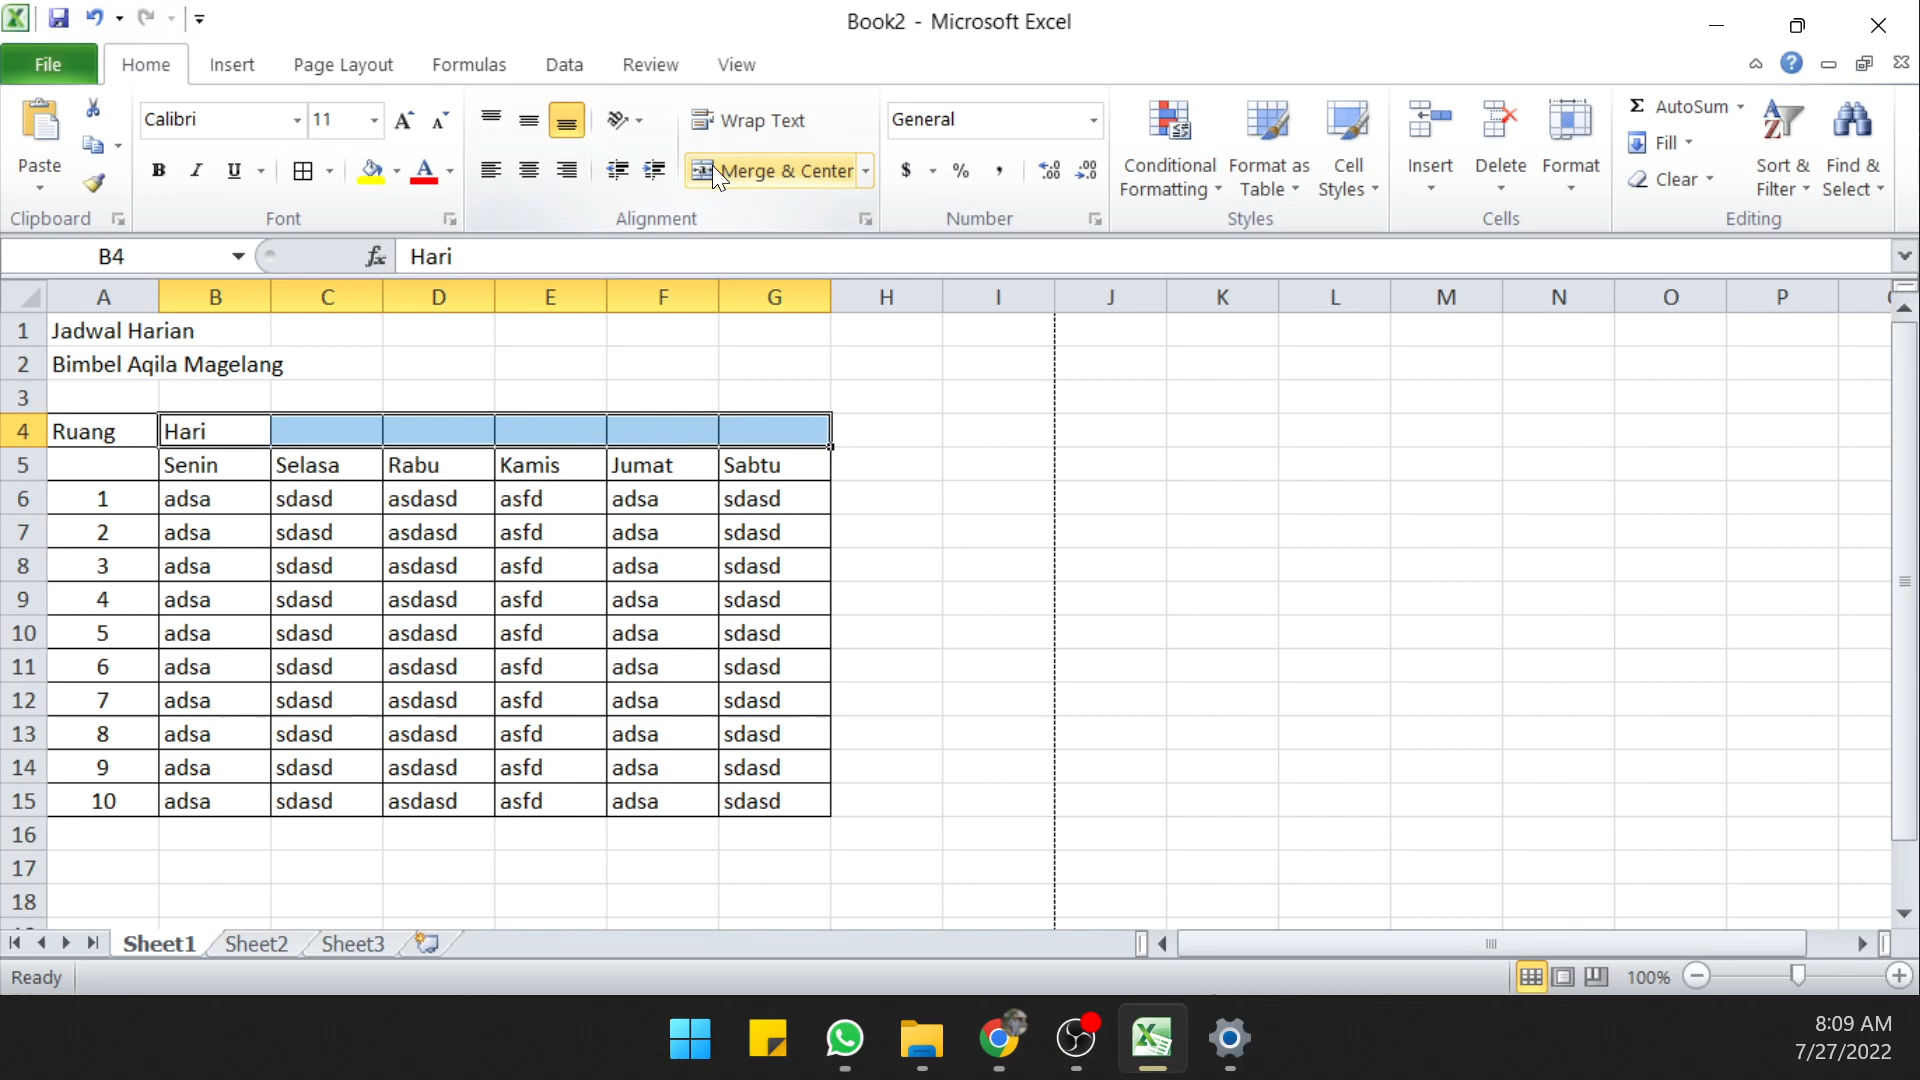 Book2 - Microsoft Excel
File Home Insert Page Layout Formulas Data Review View
Calibri 11 Wrap Text General AutoSum
Paste Merge & Center $ % , Conditional Formatting Format as Table Cell Styles Insert Delete Format Fill Clear Sort & Filter Find & Select
B I U A
Clipboard Font Alignment Number Styles Cells Editing
B4 fx Hari
A B C D E F G H I J K L M N O P
1 Jadwal Harian
2 Bimbel Aqila Magelang
3
4 Ruang Hari
5 Senin Selasa Rabu Kamis Jumat Sabtu
6 1 adsa sdasd asdasd asfd adsa sdasd
7 2 adsa sdasd asdasd asfd adsa sdasd
8 3 adsa sdasd asdasd asfd adsa sdasd
9 4 adsa sdasd asdasd asfd adsa sdasd
10 5 adsa sdasd asdasd asfd adsa sdasd
11 6 adsa sdasd asdasd asfd adsa sdasd
12 7 adsa sdasd asdasd asfd adsa sdasd
13 8 adsa sdasd asdasd asfd adsa sdasd
14 9 adsa sdasd asdasd asfd adsa sdasd
15 10 adsa sdasd asdasd asfd adsa sdasd
16
17
18
Sheet1 Sheet2 Sheet3
Ready 100%
8:09 AM
7/27/2022